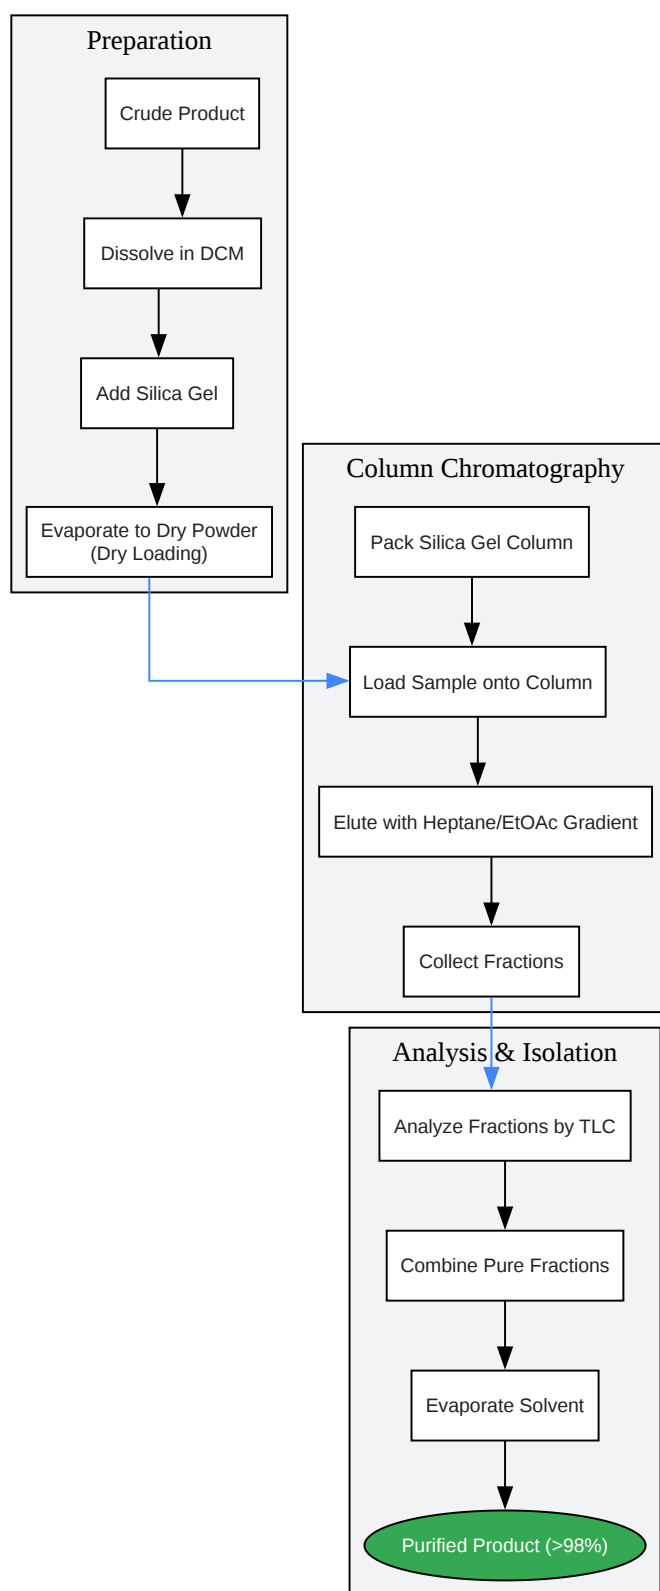 Preparation
Crude Product
Dissolve in DCM
Add Silica Gel
Evaporate to Dry Powder
(Dry Loading)
Column Chromatography
Pack Silica Gel Column
Load Sample onto Column
Elute with Heptane/EtOAc Gradient
Collect Fractions
Analysis & Isolation
Analyze Fractions by TLC
Combine Pure Fractions
Evaporate Solvent
Purified Product (>98%)